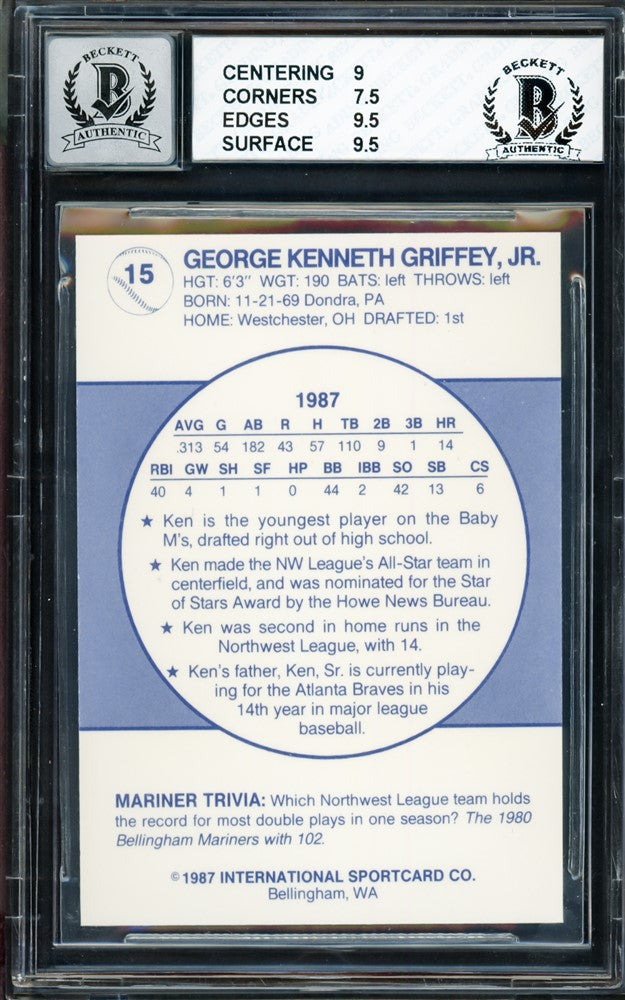 BECKETT
B
AUTHENTIC
CENTERING 9
CORNERS 7.5
EDGES 9.5
SURFACE 9.5
BECKETT
B
AUTHENTIC
15
GEORGE KENNETH GRIFFEY, JR.
HGT: 6'3" WGT: 190 BATS: left THROWS: left
BORN: 11-21-69 Dondra, PA
HOME: Westchester, OH DRAFTED: 1st
1987
AVG G AB R H TB 2B 3B HR
.313 54 182 43 57 110 9 1 14
RBI GW SH SF HP BB IBB SO SB CS
40 4 1 1 0 44 2 42 13 6
★ Ken is the youngest player on the Baby
M's, drafted right out of high school.
★ Ken made the NW League's All-Star team in
centerfield, and was nominated for the Star
of Stars Award by the Howe News Bureau.
★ Ken was second in home runs in the
Northwest League, with 14.
★ Ken's father, Ken, Sr. is currently play-
ing for the Atlanta Braves in his
14th year in major league
baseball.
MARINER TRIVIA: Which Northwest League team holds
the record for most double plays in one season? The 1980
Bellingham Mariners with 102.
©1987 INTERNATIONAL SPORTCARD CO.
Bellingham, WA